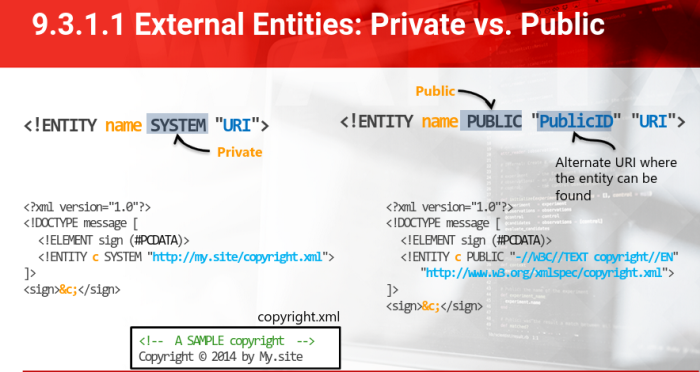 9.3.1.1 External Entities: Private vs. Public
<!ENTITY name SYSTEM "URI">
Private
Public
<!ENTITY name PUBLIC "PublicID" "URI">
Alternate URI where
the entity can be
found
<?xml version="1.0"?>
<!DOCTYPE message [
<!ELEMENT sign (#PCDATA)>
<!ENTITY c SYSTEM "http://my.site/copyright.xml">
]>
<sign>&c;</sign>
copyright.xml
<!-- A SAMPLE copyright -->
Copyright © 2014 by My.site
<?xml version="1.0"?>
<!DOCTYPE message [
<!ELEMENT sign (#PCDATA)>
<!ENTITY c PUBLIC "-//W3C//TEXT copyright//EN"
"http://www.w3.org/xmlspec/copyright.xml">
]>
<sign>&c;</sign>